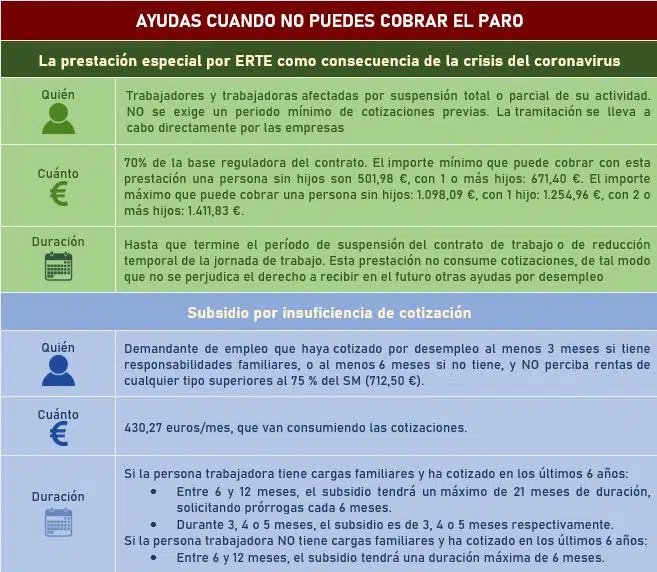 AYUDAS CUANDO NO PUEDES COBRAR EL PARO
La prestación especial por ERTE como consecuencia de la crisis del coronavirus
Quién
Trabajadores y trabajadoras afectadas por suspensión total o parcial de su actividad.
NO se exige un periodo mínimo de cotizaciones previas. La tramitación se lleva a
cabo directamente por las empresas
Cuánto
€
70% de la base reguladora del contrato. El importe mínimo que puede cobrar con esta
prestación una persona sin hijos son 501,98 €, con 1 o más hijos: 671,40 €. El importe
máximo que puede cobrar una persona sin hijos: 1.098,09 €, con 1 hijo: 1.254,96 €, con 2 o
más hijos: 1.411,83 €.
Duración
Hasta que termine el período de suspensión del contrato de trabajo o de reducción
temporal de la jornada de trabajo. Esta prestación no consume cotizaciones, de tal modo
que no se perjudica el derecho a recibir en el futuro otras ayudas por desempleo
Subsidio por insuficiencia de cotización
Quién
Demandante de empleo que haya cotizado por desempleo al menos 3 meses si tiene
responsabilidades familiares, o al menos 6 meses si no tiene, y NO perciba rentas de
cualquier tipo superiores al 75 % del SM (712,50 €).
Cuánto
€
430,27 euros/mes, que van consumiendo las cotizaciones.
Duración
Si la persona trabajadora tiene cargas familiares y ha cotizado en los últimos 6 años:
• Entre 6 y 12 meses, el subsidio tendrá un máximo de 21 meses de duración,
solicitando prórrogas cada 6 meses.
• Durante 3, 4 o 5 meses, el subsidio es de 3, 4 o 5 meses respectivamente.
Si la persona trabajadora NO tiene cargas familiares y ha cotizado en los últimos 6 años:
• Entre 6 y 12 meses, el subsidio tendrá una duración máxima de 6 meses.